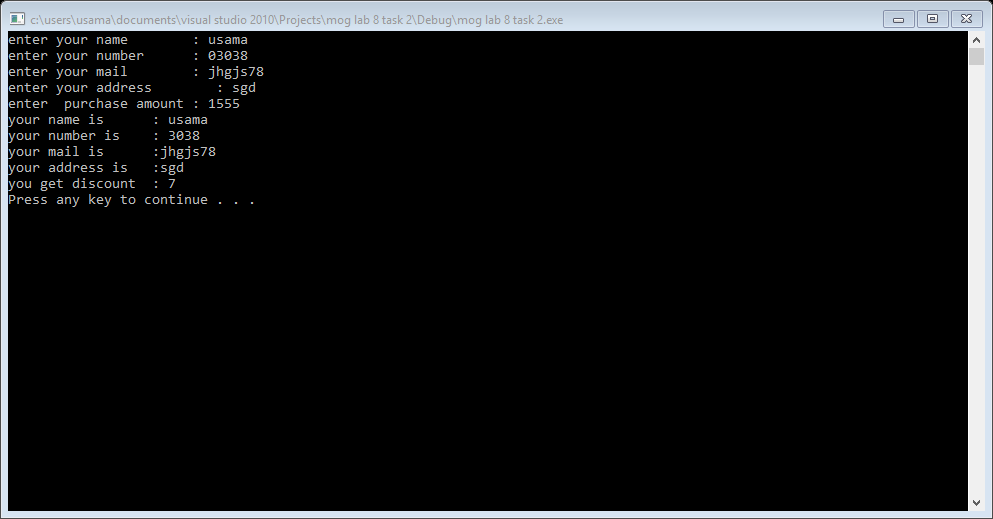 c:\users\usama\documents\visual studio 2010\Projects\mog lab 8 task 2\Debug\mog lab 8 task 2.exe
enter your name        : usama
enter your number      : 03038
enter your mail        : jhgjs78
enter your address        : sgd
enter  purchase amount : 1555
your name is      : usama
your number is    : 3038
your mail is      :jhgjs78
your address is   :sgd
you get discount  : 7
Press any key to continue . . .